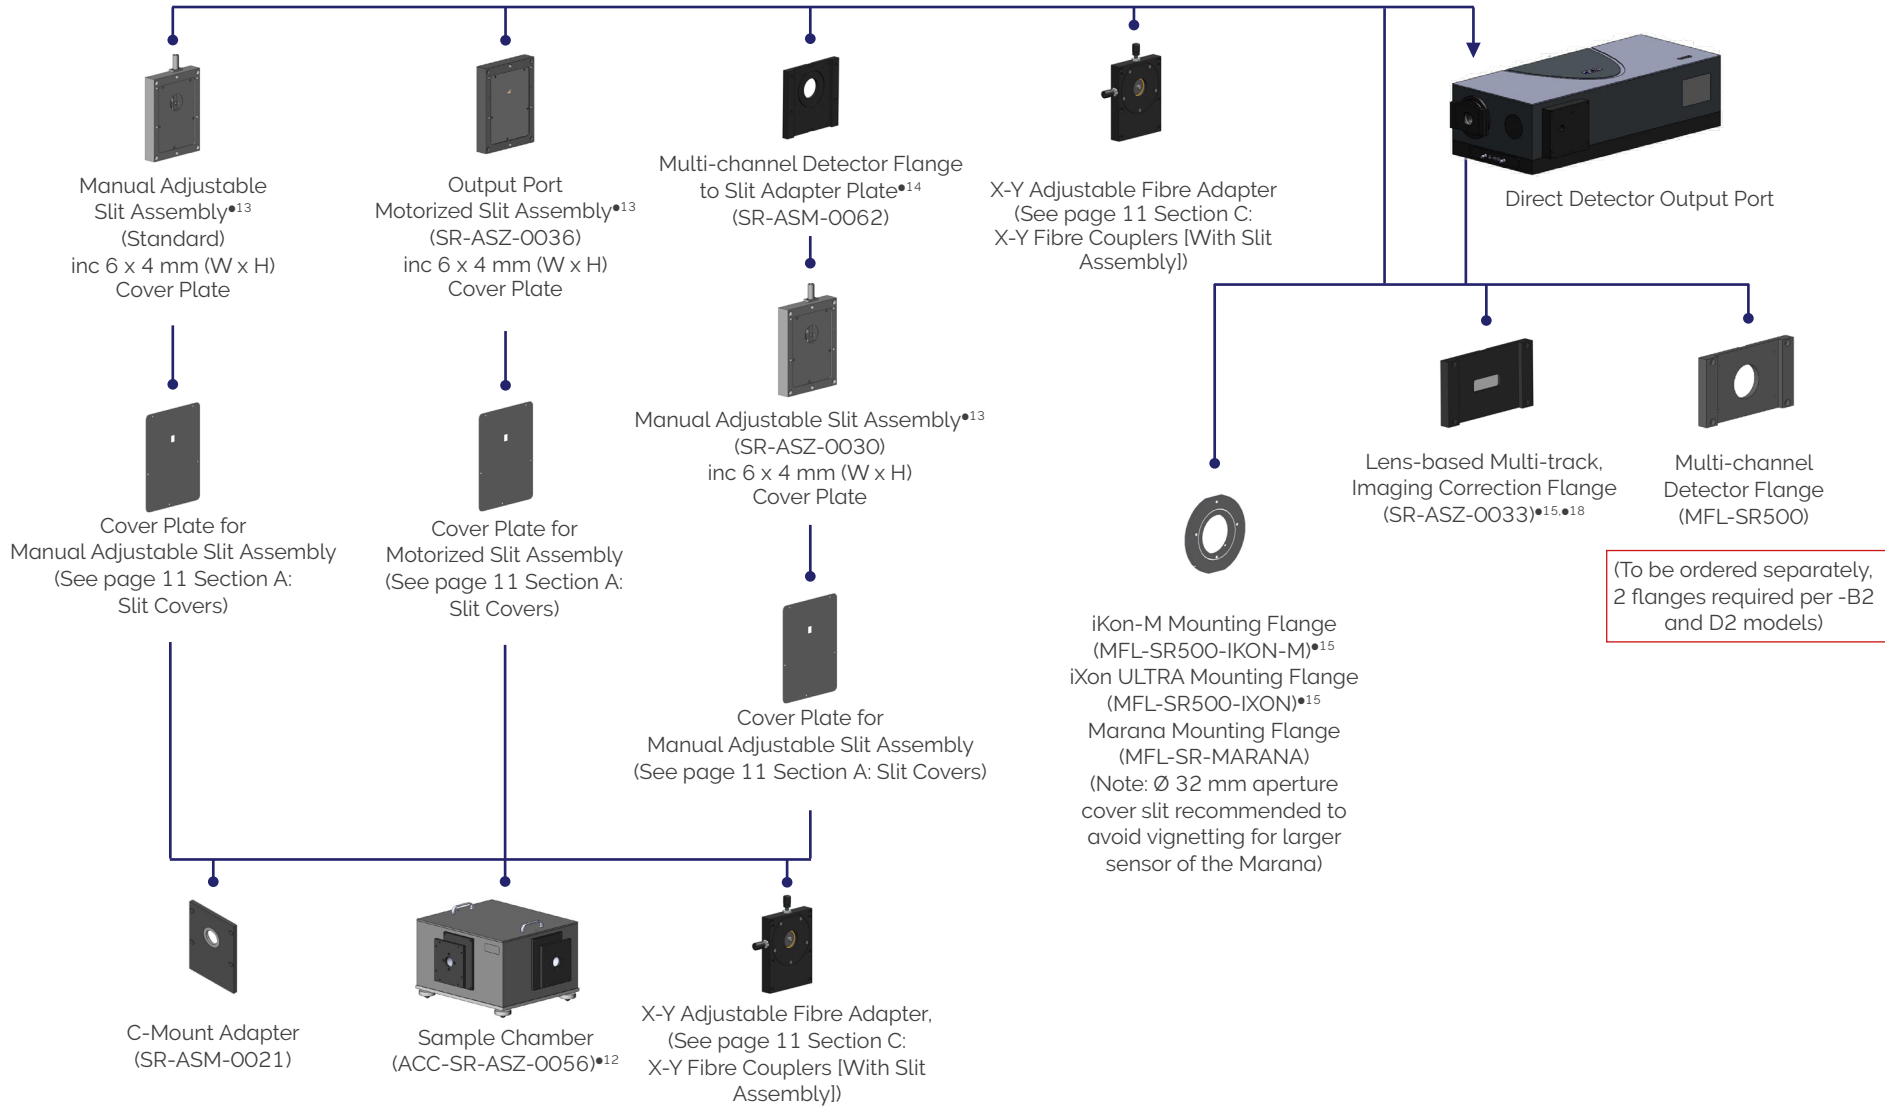 Manual Adjustable
Slit Assembly●13
(Standard)
inc 6 x 4 mm (W x H)
Cover Plate
Output Port
Motorized Slit Assembly●13
(SR-ASZ-0036)
inc 6 x 4 mm (W x H)
Cover Plate
Multi-channel Detector Flange
to Slit Adapter Plate●14
(SR-ASM-0062)
X-Y Adjustable Fibre Adapter
(See page 11 Section C:
X-Y Fibre Couplers [With Slit
Assembly])
Direct Detector Output Port
Manual Adjustable Slit Assembly●13
(SR-ASZ-0030)
inc 6 x 4 mm (W x H)
Cover Plate
Lens-based Multi-track,
Imaging Correction Flange
(SR-ASZ-0033)●15,●18
Multi-channel
Detector Flange
(MFL-SR500)
(To be ordered separately,
2 flanges required per -B2
and D2 models)
Cover Plate for
Manual Adjustable Slit Assembly
(See page 11 Section A:
Slit Covers)
Cover Plate for
Motorized Slit Assembly
(See page 11 Section A:
Slit Covers)
Cover Plate for
Manual Adjustable Slit Assembly
(See page 11 Section A: Slit Covers)
iKon-M Mounting Flange
(MFL-SR500-IKON-M)●15
iXon ULTRA Mounting Flange
(MFL-SR500-IXON)●15
Marana Mounting Flange
(MFL-SR-MARANA)
(Note: Ø 32 mm aperture
cover slit recommended to
avoid vignetting for larger
sensor of the Marana)
C-Mount Adapter
(SR-ASM-0021)
Sample Chamber
(ACC-SR-ASZ-0056)●12
X-Y Adjustable Fibre Adapter,
(See page 11 Section C:
X-Y Fibre Couplers [With Slit
Assembly])